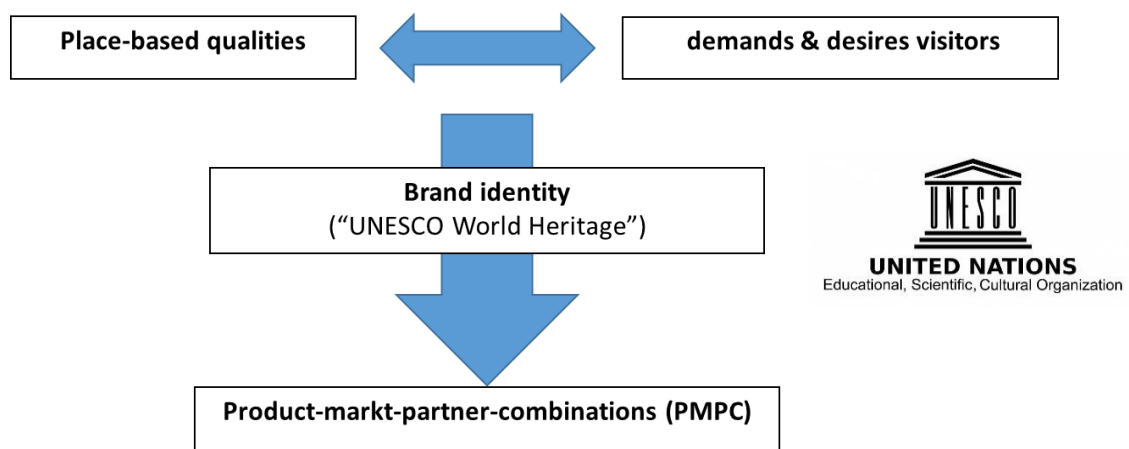 Place-based qualities
demands & desires visitors
Brand identity
("UNESCO World Heritage")
UNESCO
UNITED NATIONS
Educational, Scientific, Cultural Organization
Product-markt-partner-combinations (PMPC)